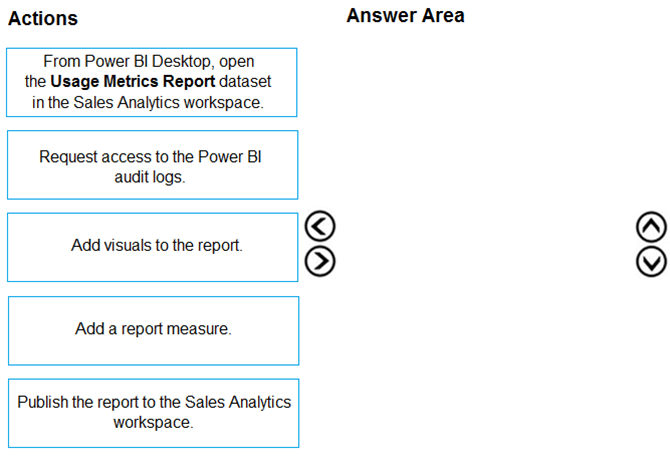 Actions
Answer Area
From Power BI Desktop, open
the Usage Metrics Report dataset
in the Sales Analytics workspace.
Request access to the Power BI
audit logs.
Add visuals to the report.
Add a report measure.
Publish the report to the Sales Analytics
workspace.